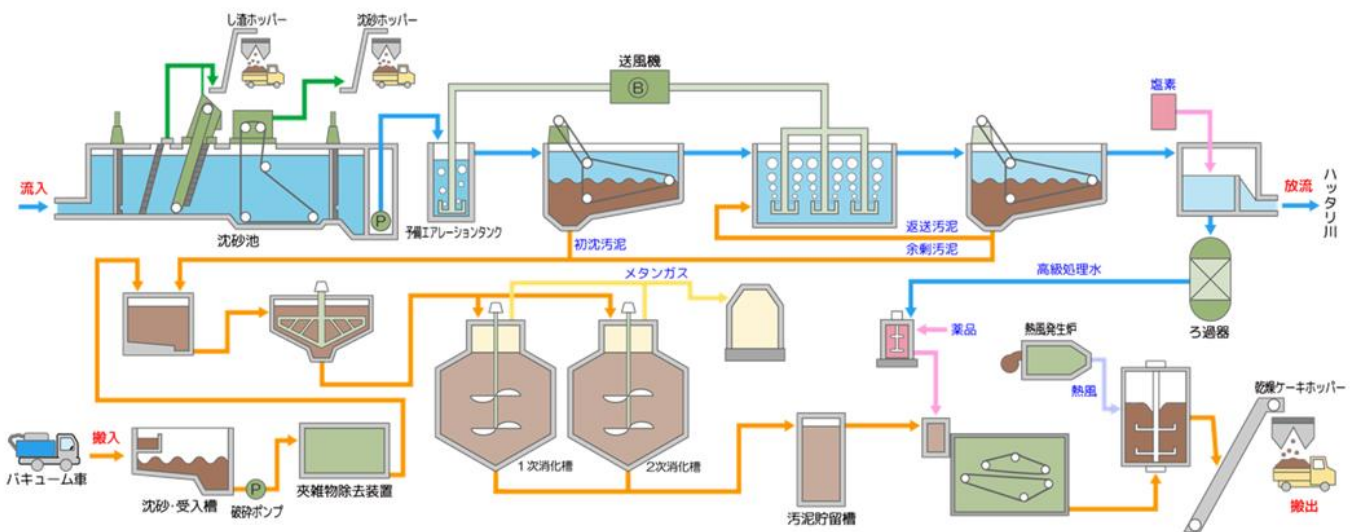 し渣ホッパー
沈砂ホッパー
送風機
B
塩素
流入
P
沈砂池
予備エアレーションタンク
放流
ハッタリ川
返送汚泥
初沈汚泥
余剰汚泥
メタンガス
高級処理水
ろ過器
薬品
熱風発生炉
熱風
乾燥ケーキホッパー
搬入
バキューム車
沈砂・受入槽
P
破砕ポンプ
夾雑物除去装置
1次消化槽
2次消化槽
汚泥貯留槽
搬出